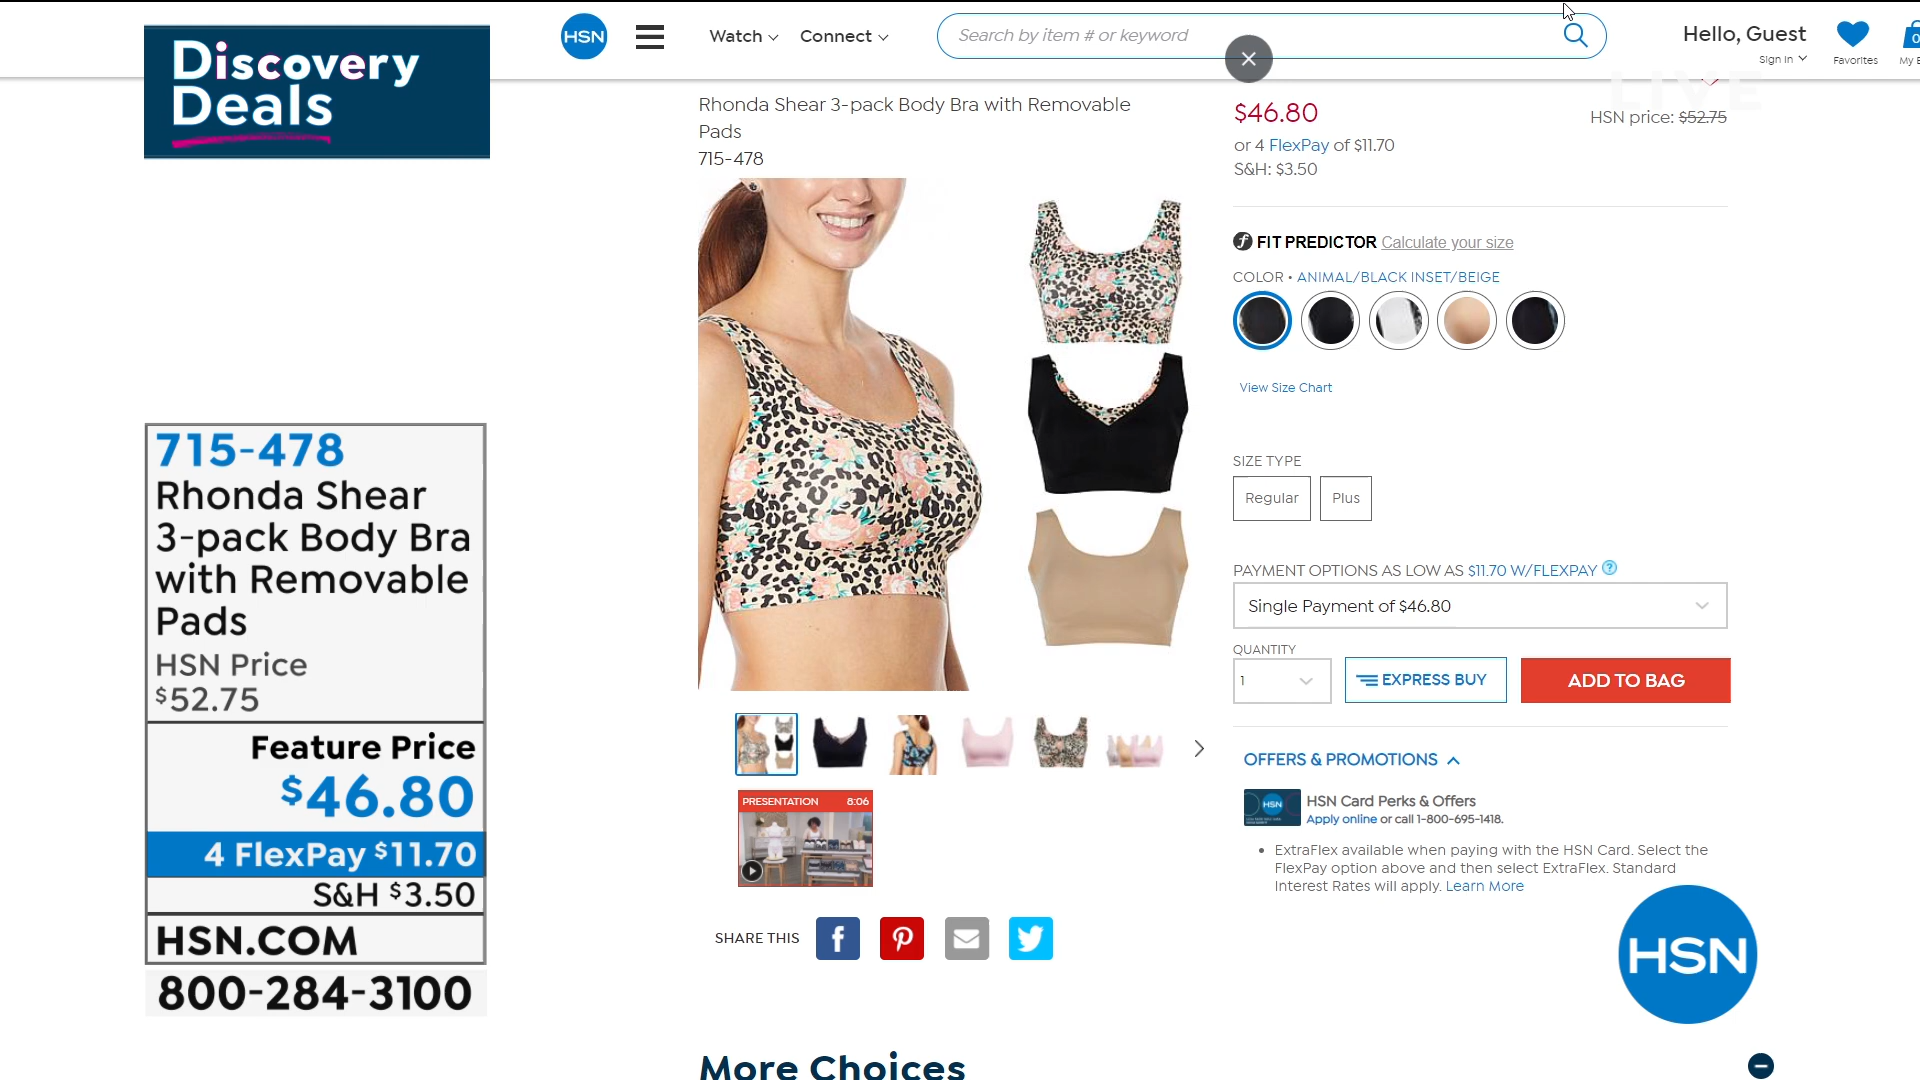 Discovery
Deals
HSN
Watch
Connect
Search by item # or keyword
Hello, Guest
Sign In
Favorites
0
My
LIVE
Rhonda Shear 3-pack Body Bra with Removable
Pads
715-478
$46.80
HSN price: $52.75
or 4 FlexPay of $11.70
S&H: $3.50
FIT PREDICTOR Calculate your size
COLOR • ANIMAL/BLACK INSET/BEIGE
View Size Chart
SIZE TYPE
Regular
Plus
PAYMENT OPTIONS AS LOW AS $11.70 W/FLEXPAY ?
Single Payment of $46.80
QUANTITY
1
EXPRESS BUY
ADD TO BAG
OFFERS & PROMOTIONS
HSN
HSN Card Perks & Offers
Apply online or call 1-800-695-1418.
• ExtraFlex available when paying with the HSN Card. Select the
FlexPay option above and then select ExtraFlex. Standard
Interest Rates will apply. Learn More
PRESENTATION 8:06
SHARE THIS
715-478
Rhonda Shear
3-pack Body Bra
with Removable
Pads
HSN Price
$52.75
Feature Price
$46.80
4 FlexPay $11.70
S&H $3.50
HSN.COM
800-284-3100
HSN
More Choices